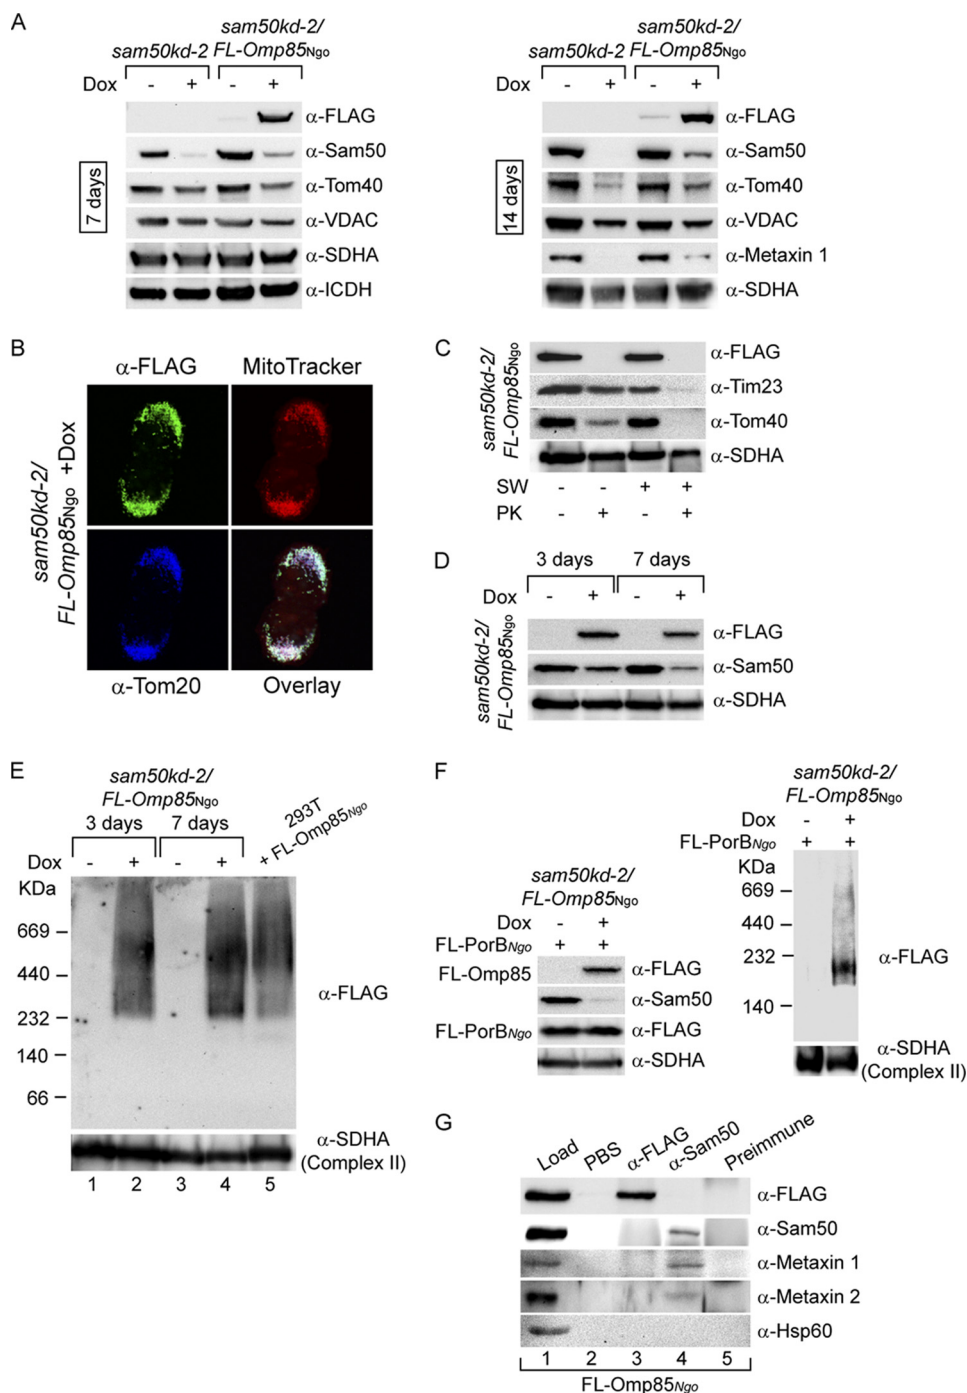 A
sam50kd-2
sam50kd-2/
FL-Omp85Ngo
Dox - + - +
α-FLAG
α-Sam50
α-Tom40
α-VDAC
α-SDHA
α-ICDH
7 days
sam50kd-2
sam50kd-2/
FL-Omp85Ngo
Dox - + - +
α-FLAG
α-Sam50
α-Tom40
α-VDAC
α-Metaxin 1
α-SDHA
14 days
B
α-FLAG MitoTracker
sam50kd-2/
FL-Omp85Ngo +Dox
α-Tom20 Overlay
C
sam50kd-2/
FL-Omp85Ngo
α-FLAG
α-Tim23
α-Tom40
α-SDHA
SW - - + +
PK - + - +
D
3 days 7 days
Dox - + - +
sam50kd-2/
FL-Omp85Ngo
α-FLAG
α-Sam50
α-SDHA
E
sam50kd-2/
FL-Omp85Ngo
3 days 7 days
293T
+ FL-Omp85Ngo
Dox - + - +
KDa
669
440
232
140
66
α-FLAG
α-SDHA
(Complex II)
1 2 3 4 5
F
sam50kd-2/
FL-Omp85Ngo
Dox - +
FL-PorBNgo + +
FL-Omp85 α-FLAG
α-Sam50
FL-PorBNgo α-FLAG
α-SDHA
sam50kd-2/
FL-Omp85Ngo
Dox - +
FL-PorBNgo + +
KDa
669
440
232
140
α-FLAG
α-SDHA
(Complex II)
G
Load PBS α-FLAG α-Sam50 Preimmune
α-FLAG
α-Sam50
α-Metaxin 1
α-Metaxin 2
α-Hsp60
1 2 3 4 5
FL-Omp85Ngo